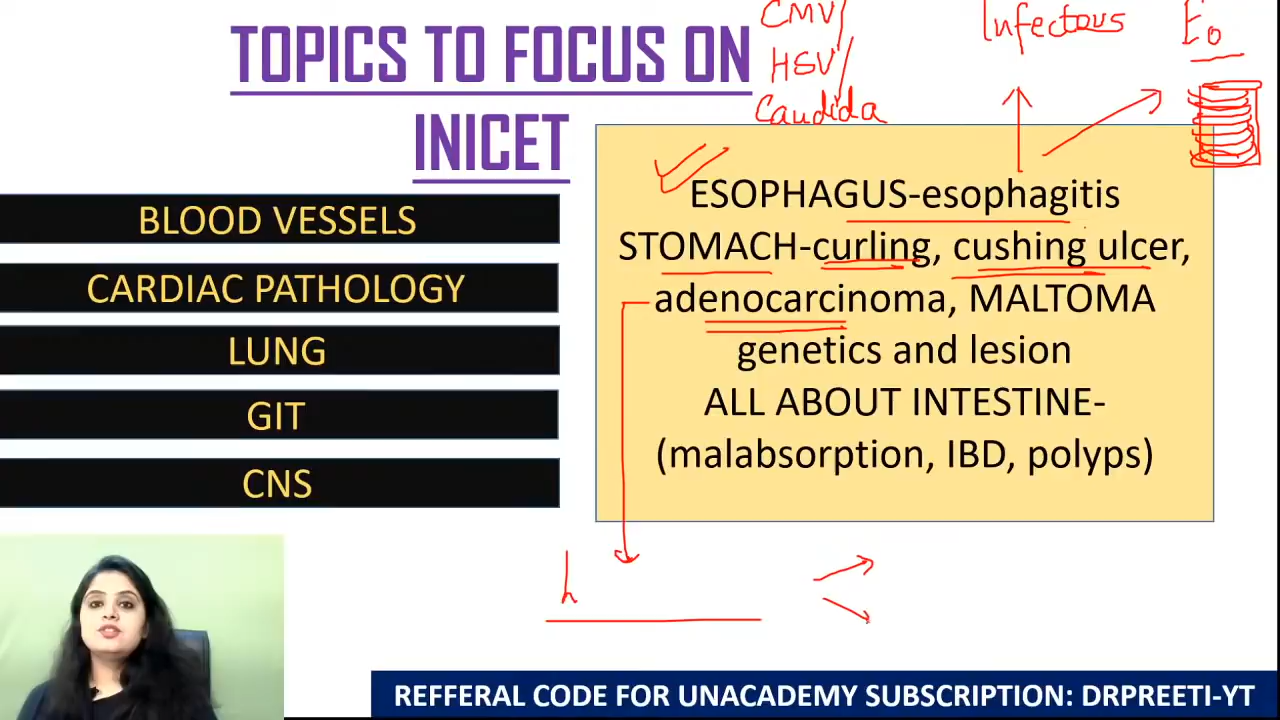 TOPICS TO FOCUS ON
INICET
CMV/
HSV/
Candida
Infectous
Eo
BLOOD VESSELS
CARDIAC PATHOLOGY
LUNG
GIT
CNS
ESOPHAGUS-esophagitis
STOMACH-curling, cushing ulcer,
adenocarcinoma, MALTOMA
genetics and lesion
ALL ABOUT INTESTINE-
(malabsorption, IBD, polyps)
h
REFFERAL CODE FOR UNACADEMY SUBSCRIPTION: DRPREETI-YT